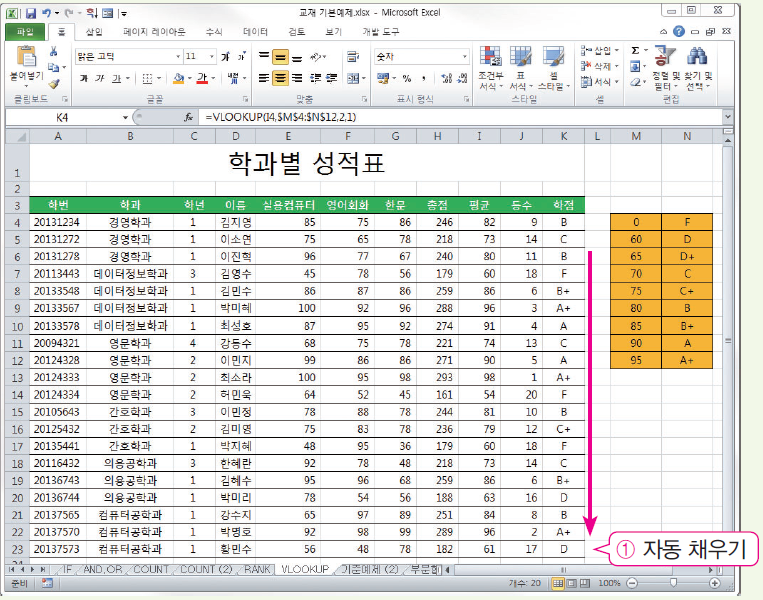 교재 기본예제.xlsx - Microsoft Excel
파일 홈 삽입 페이지 레이아웃 수식 데이터 검토 보기 개발 도구
맑은 고딕 11 숫자
붙여넣기 가 가 가 조건부 서식 표 서식 셀 스타일 삽입 삭제 서식 정렬 및 필터 찾기 및 선택
클립보드 글꼴 맞춤 표시 형식 스타일 셀 편집
K4 fx =VLOOKUP(I4,$M$4:$N$12,2,1)
A B C D E F G H I J K L M N
1 학과별 성적표
2
3 학번 학과 학년 이름 실용컴퓨터 영어회화 한문 총점 평균 등수 학점
4 20131234 경영학과 1 김지영 85 75 86 246 82 9 B 0 F
5 20131272 경영학과 1 이소연 75 65 78 218 73 14 C 60 D
6 20131278 경영학과 1 이진혁 96 77 67 240 80 11 B 65 D+
7 20113443 데이터정보학과 3 김영수 45 78 56 179 60 18 F 70 C
8 20133548 데이터정보학과 1 김민수 86 87 86 259 86 6 B+ 75 C+
9 20133567 데이터정보학과 1 박미혜 100 92 96 288 96 3 A+ 80 B
10 20133578 데이터정보학과 1 최성호 87 95 92 274 91 4 A 85 B+
11 20094321 영문학과 4 강동수 68 75 78 221 74 13 C 90 A
12 20124328 영문학과 2 이민지 99 86 86 271 90 5 A 95 A+
13 20124333 영문학과 2 최소라 100 95 98 293 98 1 A+
14 20124334 영문학과 2 허민욱 64 52 45 161 54 20 F
15 20105643 간호학과 3 이민정 78 88 78 244 81 10 B
16 20125432 간호학과 2 김미영 75 83 78 236 79 12 C+
17 20135441 간호학과 1 박지혜 48 95 36 179 60 18 F
18 20116432 의용공학과 3 한혜란 92 78 48 218 73 14 C
19 20136743 의용공학과 1 김혜수 95 96 68 259 86 6 B+
20 20136744 의용공학과 1 박미리 78 54 56 188 63 16 D
21 20137565 컴퓨터공학과 1 강수지 65 97 89 251 84 8 B
22 20137570 컴퓨터공학과 1 박명호 92 98 99 289 96 2 A+
23 20137573 컴퓨터공학과 1 황민수 56 48 78 182 61 17 D
① 자동 채우기
IF AND,OR COUNT COUNT (2) RANK VLOOKUP 기준예제 (2) 부분합
준비 개수: 20 100%